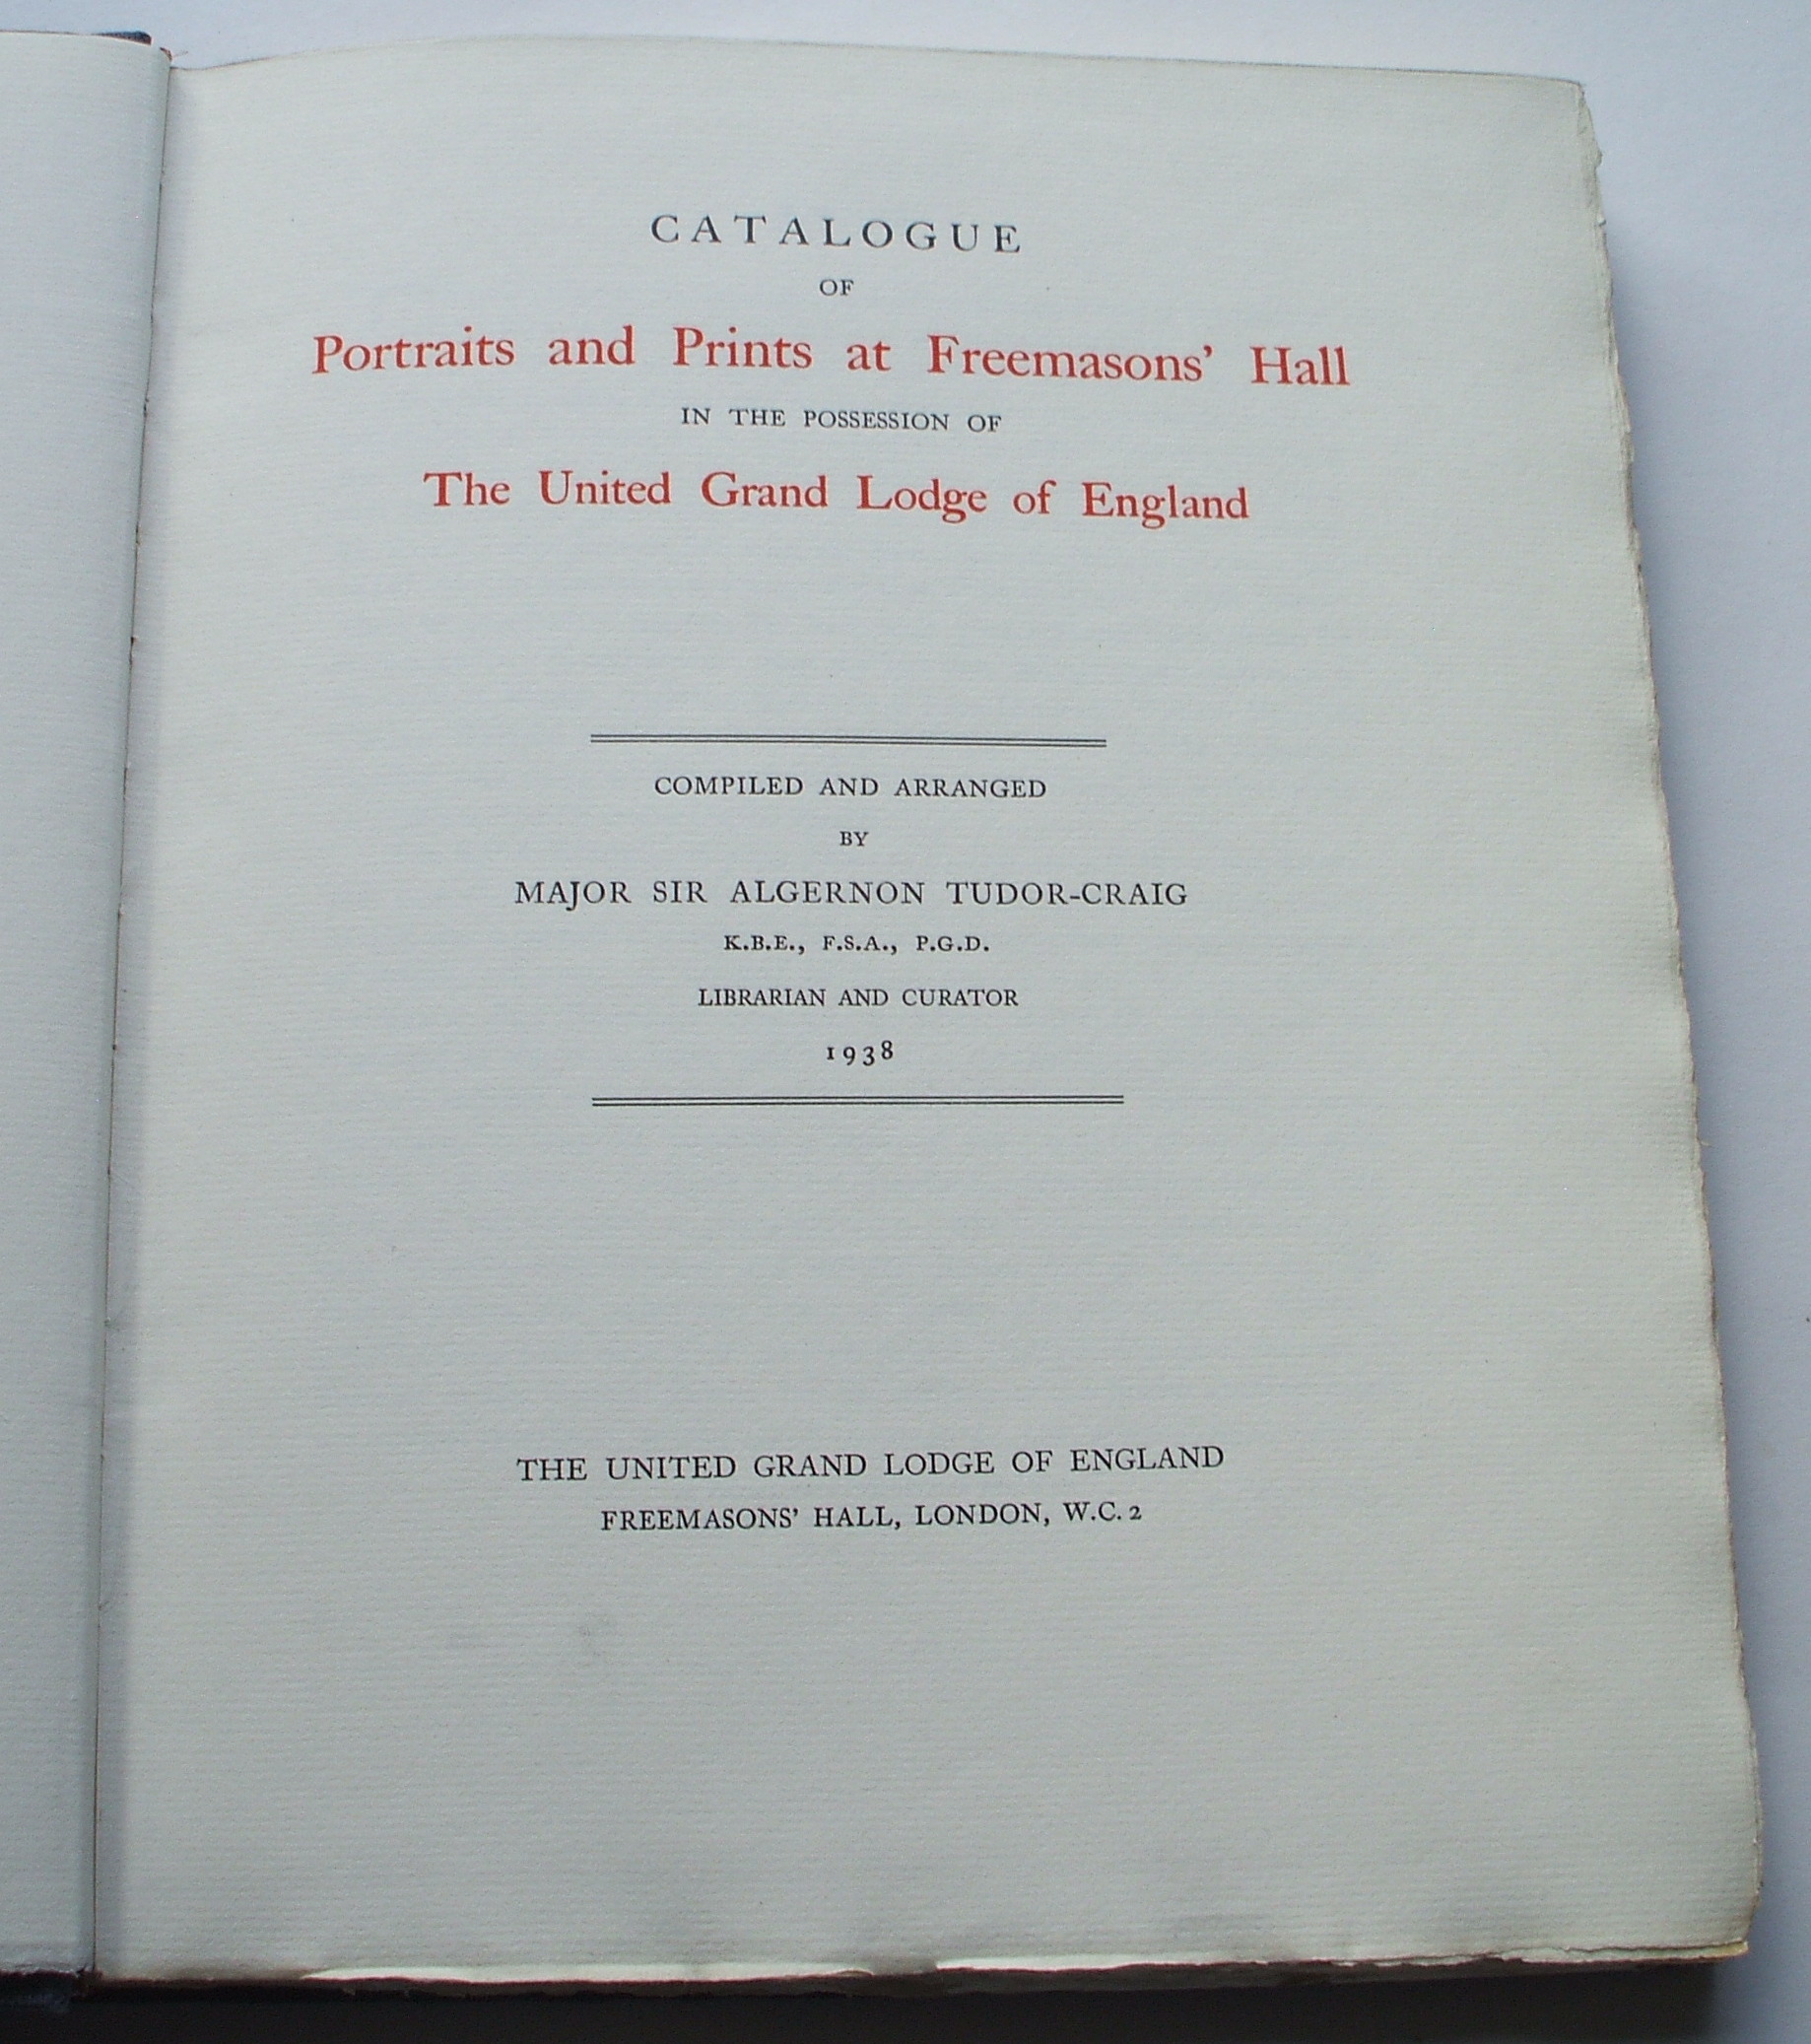 CATALOGUE
OF
Portraits and Prints at Freemasons' Hall
IN THE POSSESSION OF
The United Grand Lodge of England
COMPILED AND ARRANGED
BY
MAJOR SIR ALGERNON TUDOR-CRAIG
K.B.E., F.S.A., P.G.D.
LIBRARIAN AND CURATOR
1938
THE UNITED GRAND LODGE OF ENGLAND
FREEMASONS' HALL, LONDON, W.C. 2